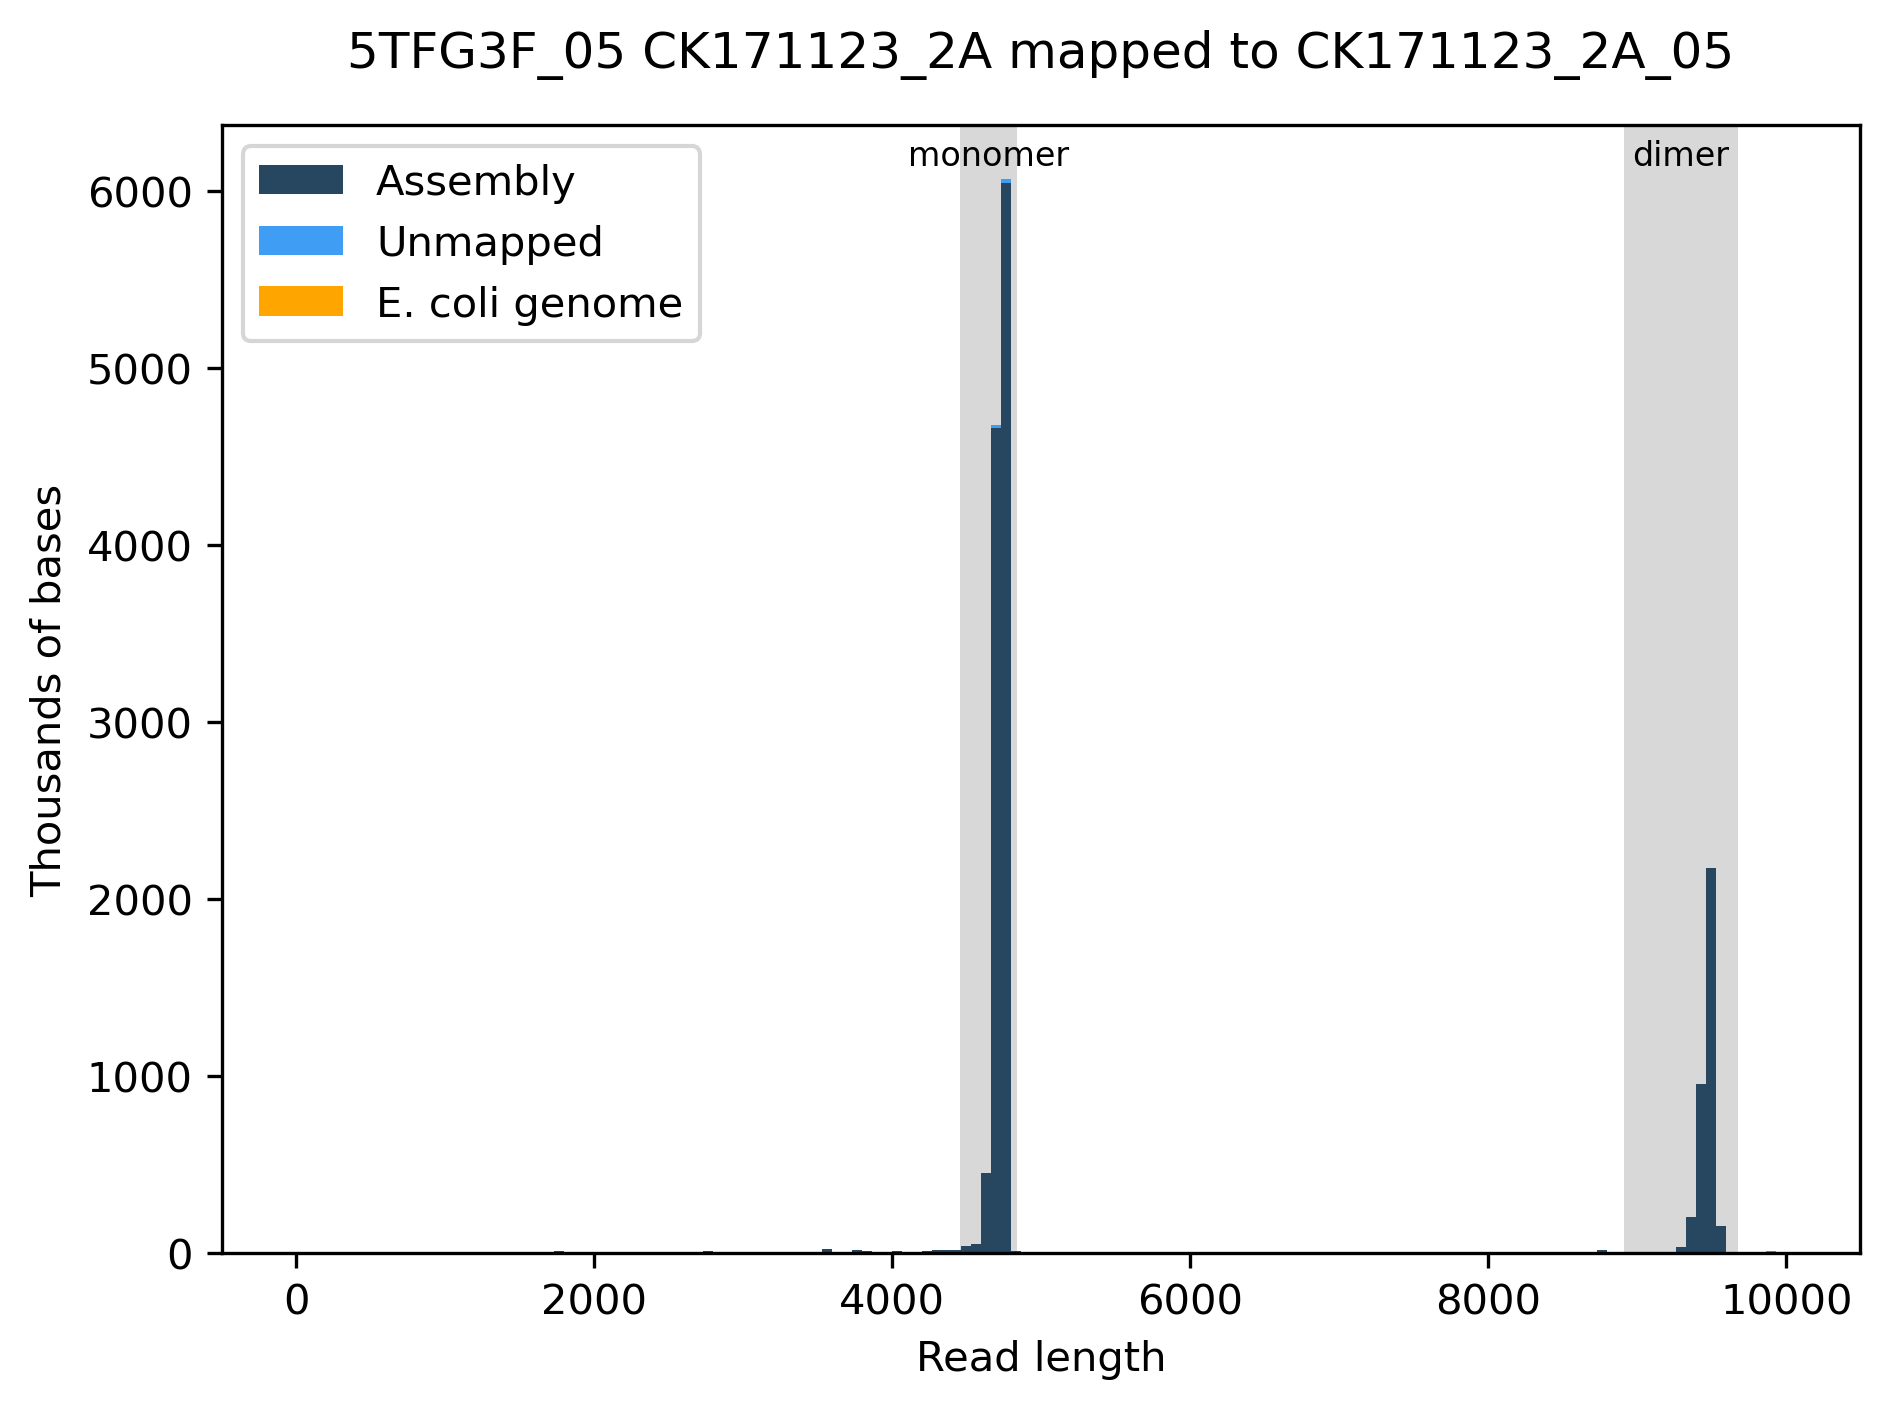 5TFG3F_05 CK171123_2A mapped to CK171123_2A_05
monomer
dimer
Assembly
Unmapped
E. coli genome
6000
5000
4000
3000
2000
1000
0
Thousands of bases
0 2000 4000 6000 8000 10000
Read length